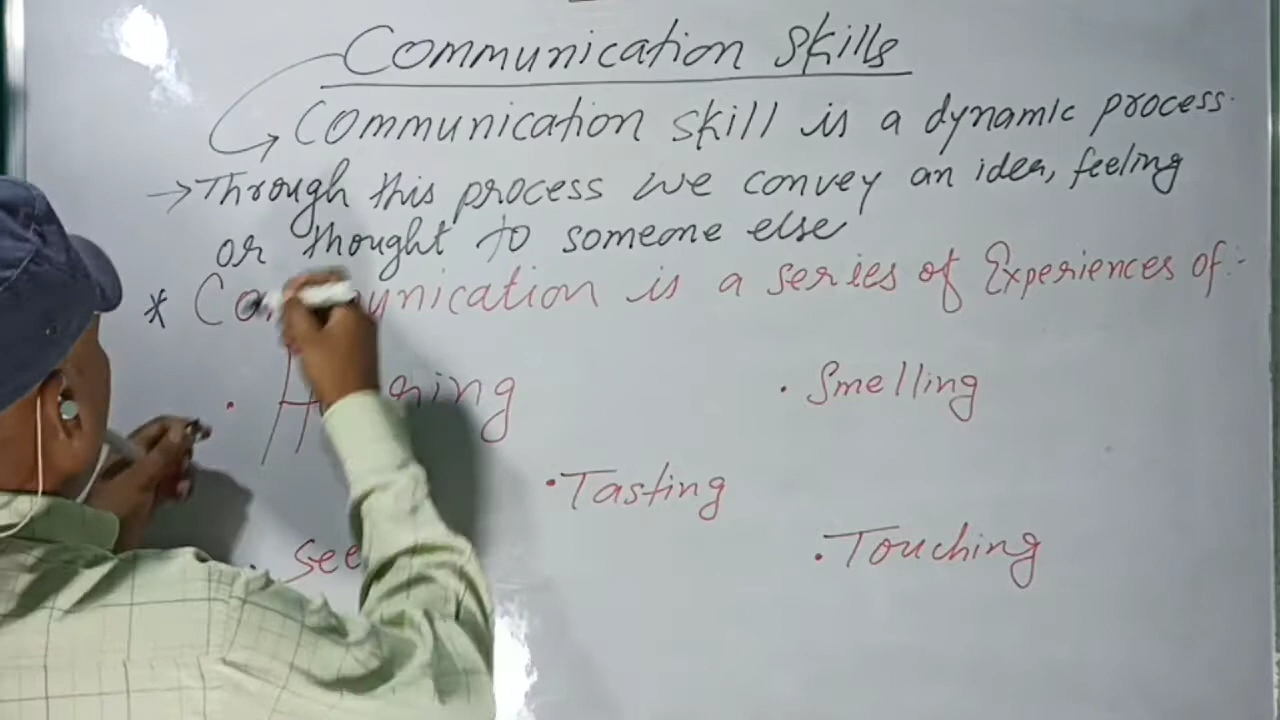 Communication Skills
→ Communication skill is a dynamic process.
→ Through this process we convey an idea, feeling
or thought to someone else
* Communication is a series of Experiences of:-
• Hearing
• Smelling
• Tasting
• Touching